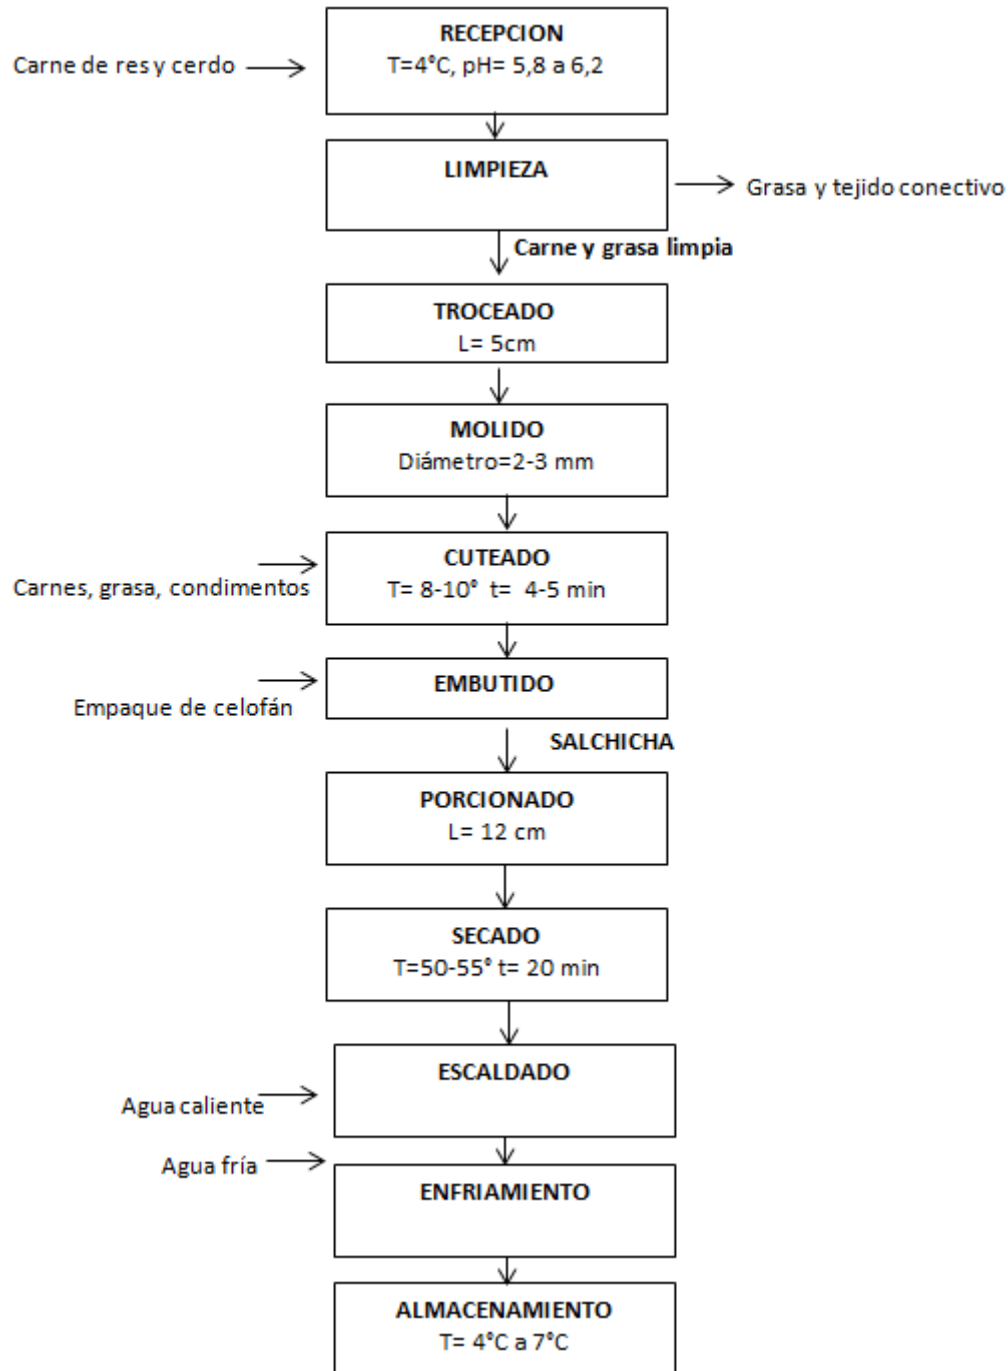 RECEPCION
T=4°C, pH= 5,8 a 6,2
Carne de res y cerdo
LIMPIEZA
Grasa y tejido conectivo
Carne y grasa limpia
TROCEADO
L= 5cm
MOLIDO
Diámetro=2-3 mm
CUTEADO
T= 8-10° t= 4-5 min
Carnes, grasa, condimentos
EMBUTIDO
Empaque de celofán
SALCHICHA
PORCIONADO
L= 12 cm
SECADO
T=50-55° t= 20 min
ESCALDADO
Agua caliente
Agua fría
ENFRIAMIENTO
ALMACENAMIENTO
T= 4°C a 7°C